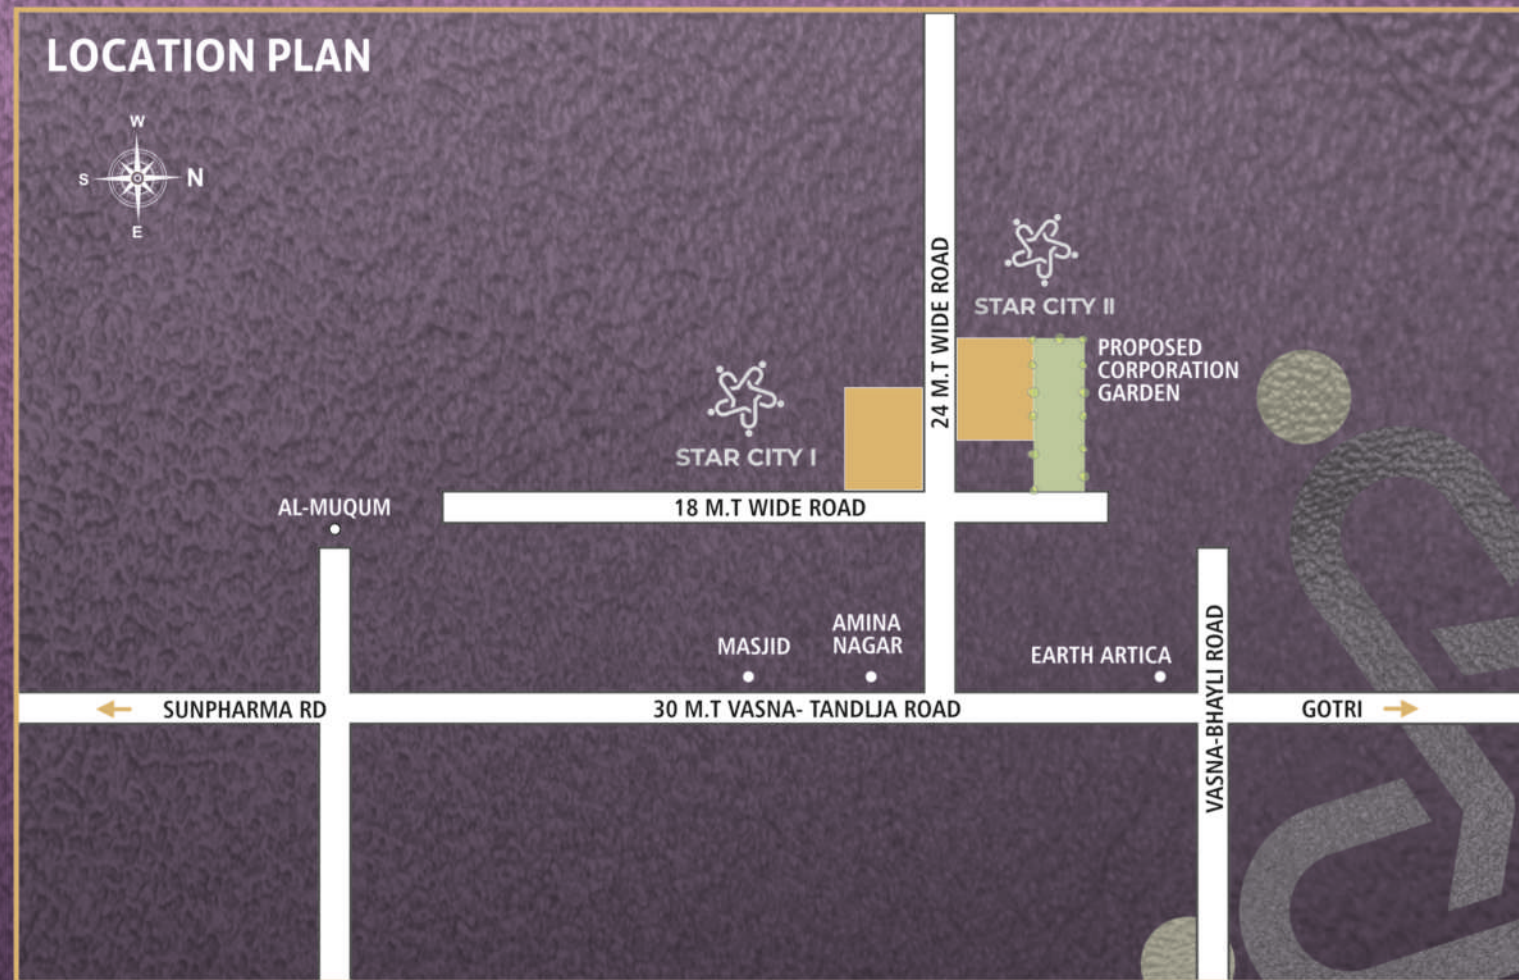 LOCATION PLAN
W
S
N
E
24 M.T WIDE ROAD
STAR CITY II
PROPOSED
CORPORATION
GARDEN
STAR CITY I
AL-MUQUM
18 M.T WIDE ROAD
MASJID
AMINA
NAGAR
EARTH ARTICA
VASNA-BHAYLI ROAD
SUNPHARMA RD
30 M.T VASNA- TANDLJA ROAD
GOTRI